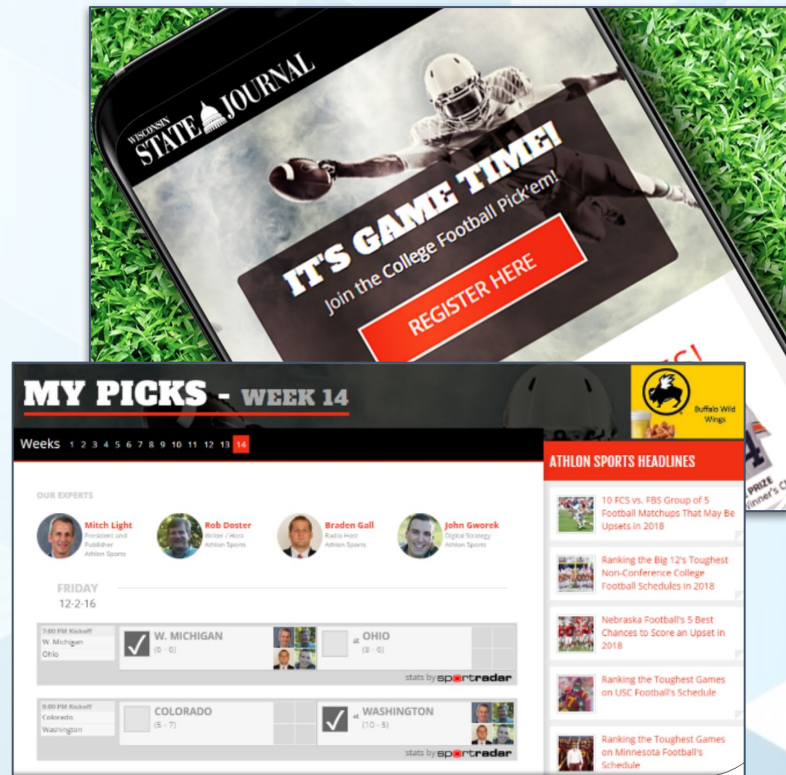 WISCONSIN
STATE JOURNAL
IT'S GAME TIME!
Join the College Football Pick'em!
REGISTER HERE
PRIZE
MY PICKS - WEEK 14
Buffalo Wild
Wings
Weeks 1 2 3 4 5 6 7 8 9 10 11 12 13 14
OUR EXPERTS
Mitch Light
President and
Publisher
Athlon Sports
Rob Doster
Writer / Host
Athlon Sports
Braden Gall
Radio Host
Athlon Sports
John Gworek
Digital Strategy
Athlon Sports
FRIDAY
12-2-16
7:00 PM Kickoff
W. Michigan
Ohio
W. MICHIGAN
at OHIO
stats by sportradar
9:00 PM Kickoff
Colorado
Washington
COLORADO
(5 - 7)
at WASHINGTON
(10 - 5)
stats by sportradar
ATHLON SPORTS HEADLINES
10 FCS vs. FBS Group of 5
Football Matchups That May Be
Upsets in 2018
Ranking the Big 12's Toughest
Non-Conference College
Football Schedules in 2018
Nebraska Football's 5 Best
Chances to Score an Upset in
2018
Ranking the Toughest Games
on USC Football's Schedule
Ranking the Toughest Games
on Minnesota Football's
Schedule